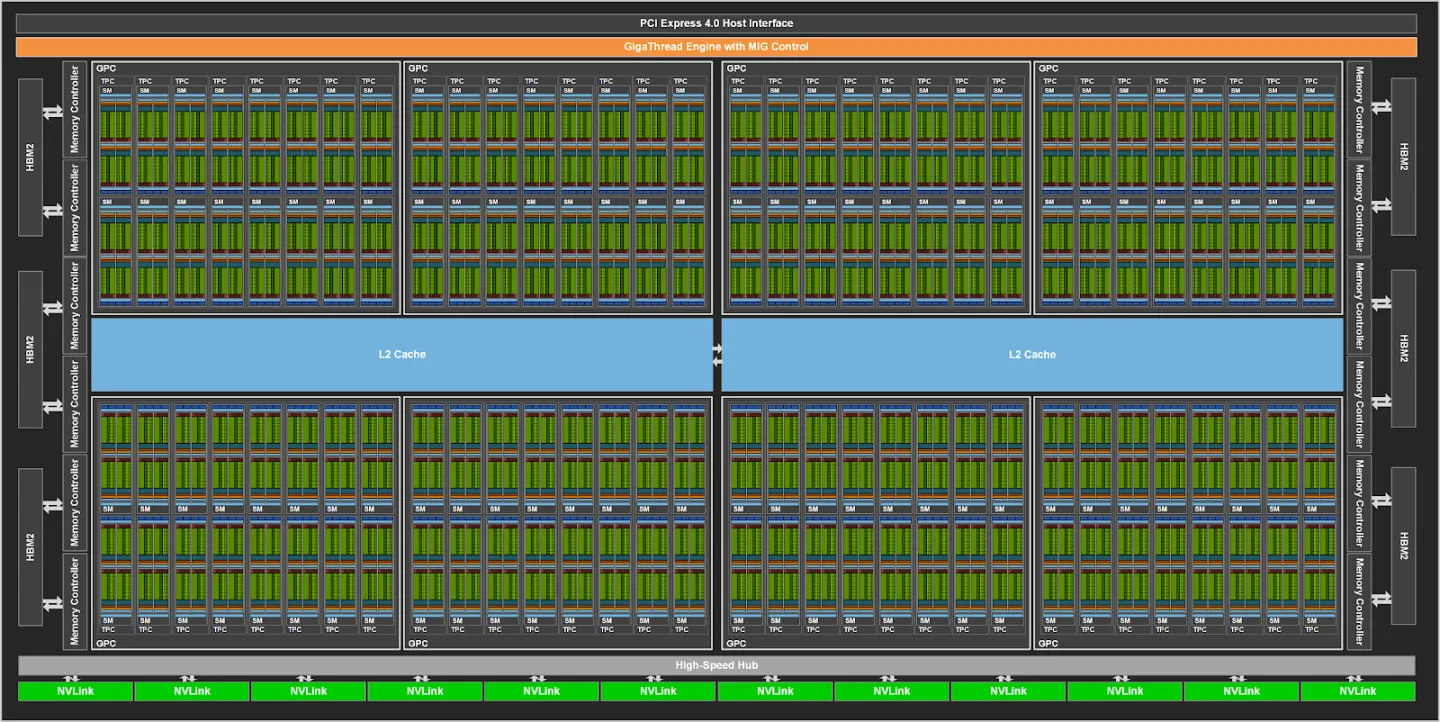 PCI Express 4.0 Host Interface
GigaThread Engine with MIG Control
GPC GPC GPC GPC
TPC TPC TPC TPC TPC TPC TPC TPC TPC TPC TPC TPC TPC TPC TPC TPC TPC TPC TPC TPC TPC TPC TPC TPC TPC TPC TPC TPC TPC TPC TPC TPC
SM SM SM SM SM SM SM SM SM SM SM SM SM SM SM SM SM SM SM SM SM SM SM SM SM SM SM SM SM SM SM SM
SM SM SM SM SM SM SM SM SM SM SM SM SM SM SM SM SM SM SM SM SM SM SM SM SM SM SM SM SM SM SM SM
HBM2
HBM2
HBM2
Memory Controller
Memory Controller
Memory Controller
Memory Controller
Memory Controller
Memory Controller
L2 Cache L2 Cache
Memory Controller
Memory Controller
Memory Controller
Memory Controller
Memory Controller
Memory Controller
HBM2
HBM2
HBM2
SM SM SM SM SM SM SM SM SM SM SM SM SM SM SM SM SM SM SM SM SM SM SM SM SM SM SM SM SM SM SM SM
SM SM SM SM SM SM SM SM SM SM SM SM SM SM SM SM SM SM SM SM SM SM SM SM SM SM SM SM SM SM SM SM
TPC TPC TPC TPC TPC TPC TPC TPC TPC TPC TPC TPC TPC TPC TPC TPC TPC TPC TPC TPC TPC TPC TPC TPC TPC TPC TPC TPC TPC TPC TPC TPC
GPC GPC GPC GPC
High-Speed Hub
NVLink NVLink NVLink NVLink NVLink NVLink NVLink NVLink NVLink NVLink NVLink NVLink